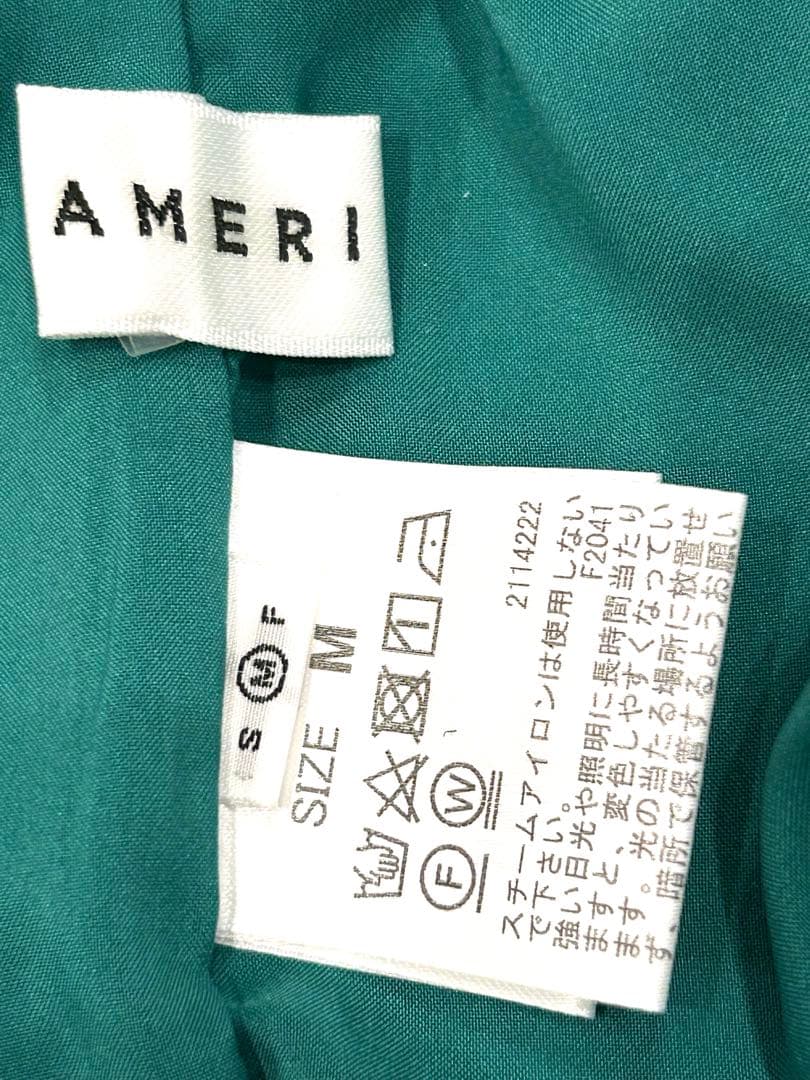 AMERI
S M F
SIZE M
F W
2114222
スチームアイロンは使用しない
で下さい。 F2041
強い日光や照明に長時間当たり
ますと、変色しやすくなってい
ます。光の当たる場所に放置せ
ず、暗所で保管するようお願い